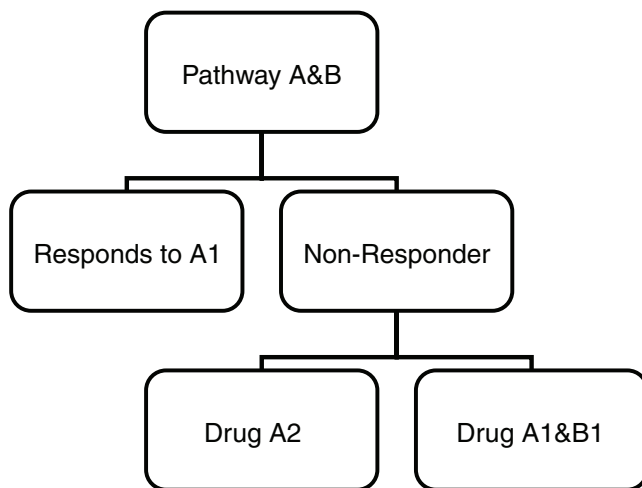 Pathway A&B
Responds to A1
Non-Responder
Drug A2
Drug A1&B1